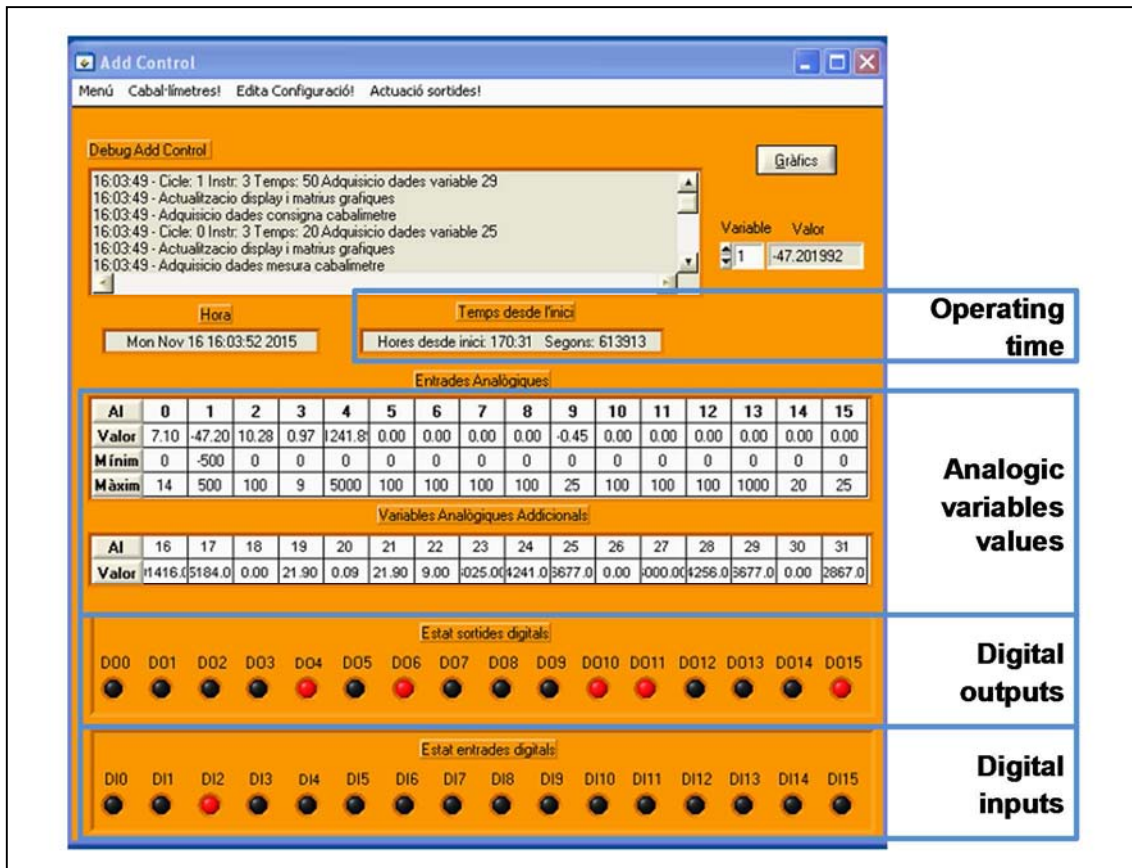 Add Control
Menú Cabal·límetres! Edita Configuració! Actuació sortides!
Debug Add Control
Gràfics
16:03:49 - Cicle: 1 Instr: 3 Temps: 50 Adquisicio dades variable 29
16:03:49 - Actualitzacio display i matrius grafiques
16:03:49 - Adquisicio dades consigna cabalimetre
16:03:49 - Cicle: 0 Instr: 3 Temps: 20 Adquisicio dades variable 25
16:03:49 - Actualitzacio display i matrius grafiques
16:03:49 - Adquisicio dades mesura cabalimetre
Variable Valor
1 -47.201992
Hora
Mon Nov 16 16:03:52 2015
Temps desde l'inici
Hores desde inici: 170:31 Segons: 613913
Operating
time
Entrades Analògiques
AI 0 1 2 3 4 5 6 7 8 9 10 11 12 13 14 15
Valor 7.10 -47.20 10.28 0.97 0.00 0.00 0.00 0.00 -0.45 0.00 0.00 0.00 0.00 0.00 0.00
Mínim 0 -500 0 0 0 0 0 0 0 0 0 0 0 0 0 0
Màxim 14 500 100 9 5000 100 100 100 100 25 100 100 100 1000 20 25
Variables Analògiques Addicionals
AI 16 17 18 19 20 21 22 23 24 25 26 27 28 29 30 31
Valor 0.00 21.90 0.09 21.90 9.00 0.00 0.00
Analogic
variables
values
Estat sortides digitals
DO0 DO1 DO2 DO3 DO4 DO5 DO6 DO7 DO8 DO9 DO10 DO11 DO12 DO13 DO14 DO15
Digital
outputs
Estat entrades digitals
DI0 DI1 DI2 DI3 DI4 DI5 DI6 DI7 DI8 DI9 DI10 DI11 DI12 DI13 DI14 DI15
Digital
inputs